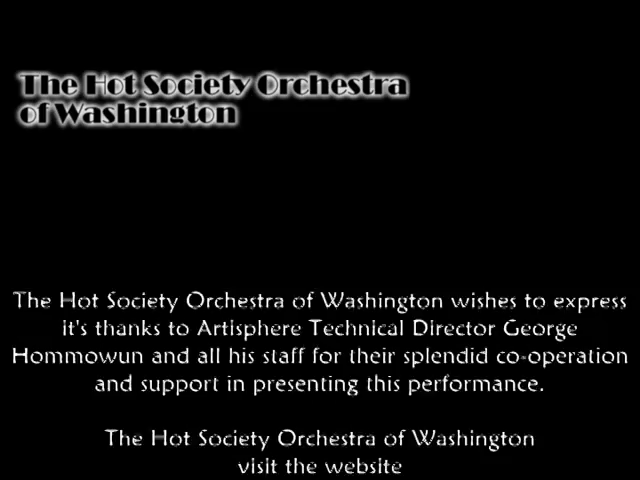 The Hot Society Orchestra
of Washington
The Hot Society Orchestra of Washington wishes to express
it's thanks to Artisphere Technical Director George
Hommowun and all his staff for their splendid co-operation
and support in presenting this performance.
The Hot Society Orchestra of Washington
visit the website